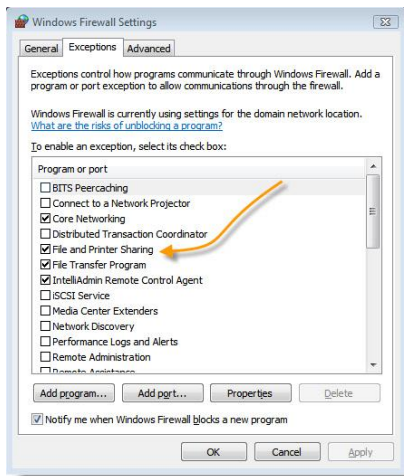 Windows Firewall Settings
General Exceptions Advanced
Exceptions control how programs communicate through Windows Firewall. Add a
program or port exception to allow communications through the firewall.
Windows Firewall is currently using settings for the domain network location.
What are the risks of unblocking a program?
To enable an exception, select its check box:
Program or port
BITS Peercaching
Connect to a Network Projector
Core Networking
Distributed Transaction Coordinator
File and Printer Sharing
File Transfer Program
IntelliAdmin Remote Control Agent
iSCSI Service
Media Center Extenders
Network Discovery
Performance Logs and Alerts
Remote Administration
Remote Assistance
Add program... Add port... Properties Delete
Notify me when Windows Firewall blocks a new program
OK Cancel Apply